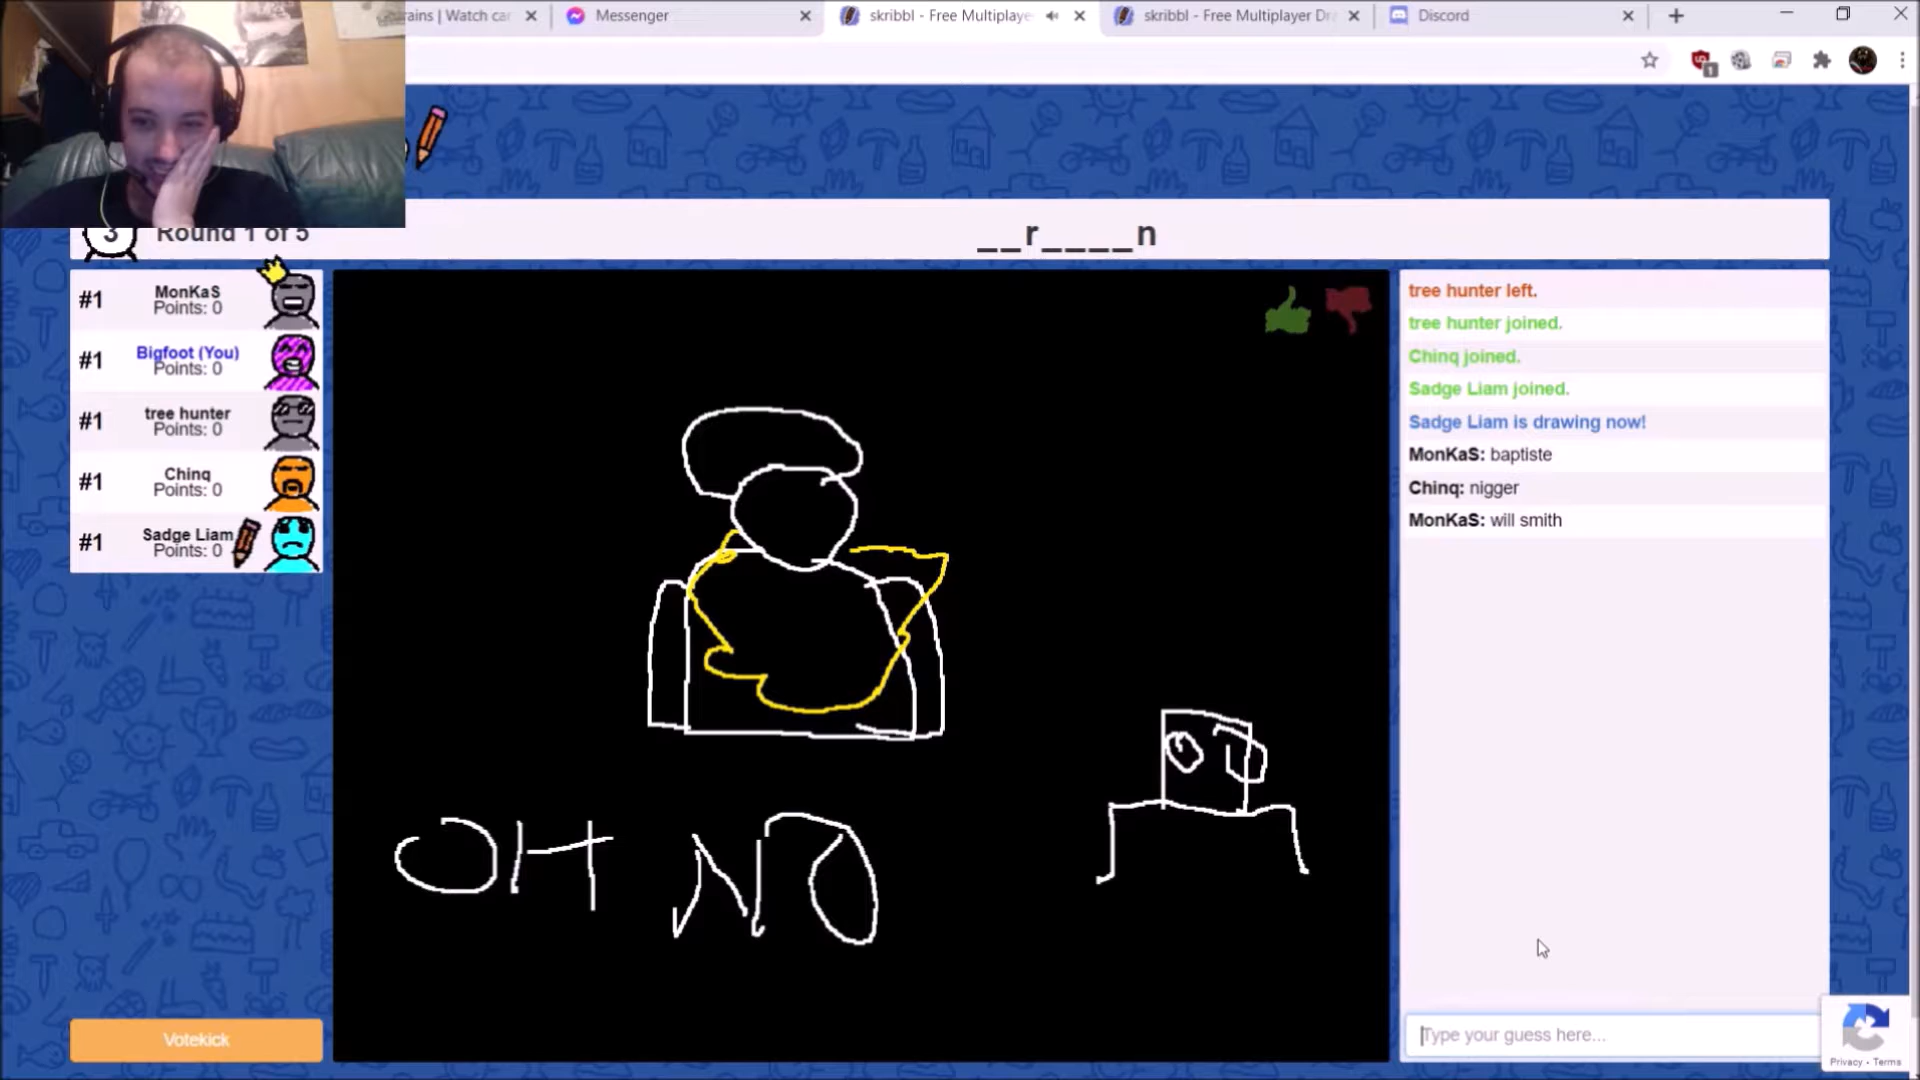 trains | Watch car
Messenger
skribbl - Free Multiplaye
skribbl - Free Multiplayer Dr
Discord
1
3
Round 1 of 5
__r____n
#1
MonKaS
Points: 0
#1
Bigfoot (You)
Points: 0
#1
tree hunter
Points: 0
#1
Chinq
Points: 0
#1
Sadge Liam
Points: 0
Votekick
OH NO
tree hunter left.
tree hunter joined.
Chinq joined.
Sadge Liam joined.
Sadge Liam is drawing now!
MonKaS: baptiste
Chinq: nigger
MonKaS: will smith
Type your guess here...
Privacy - Terms